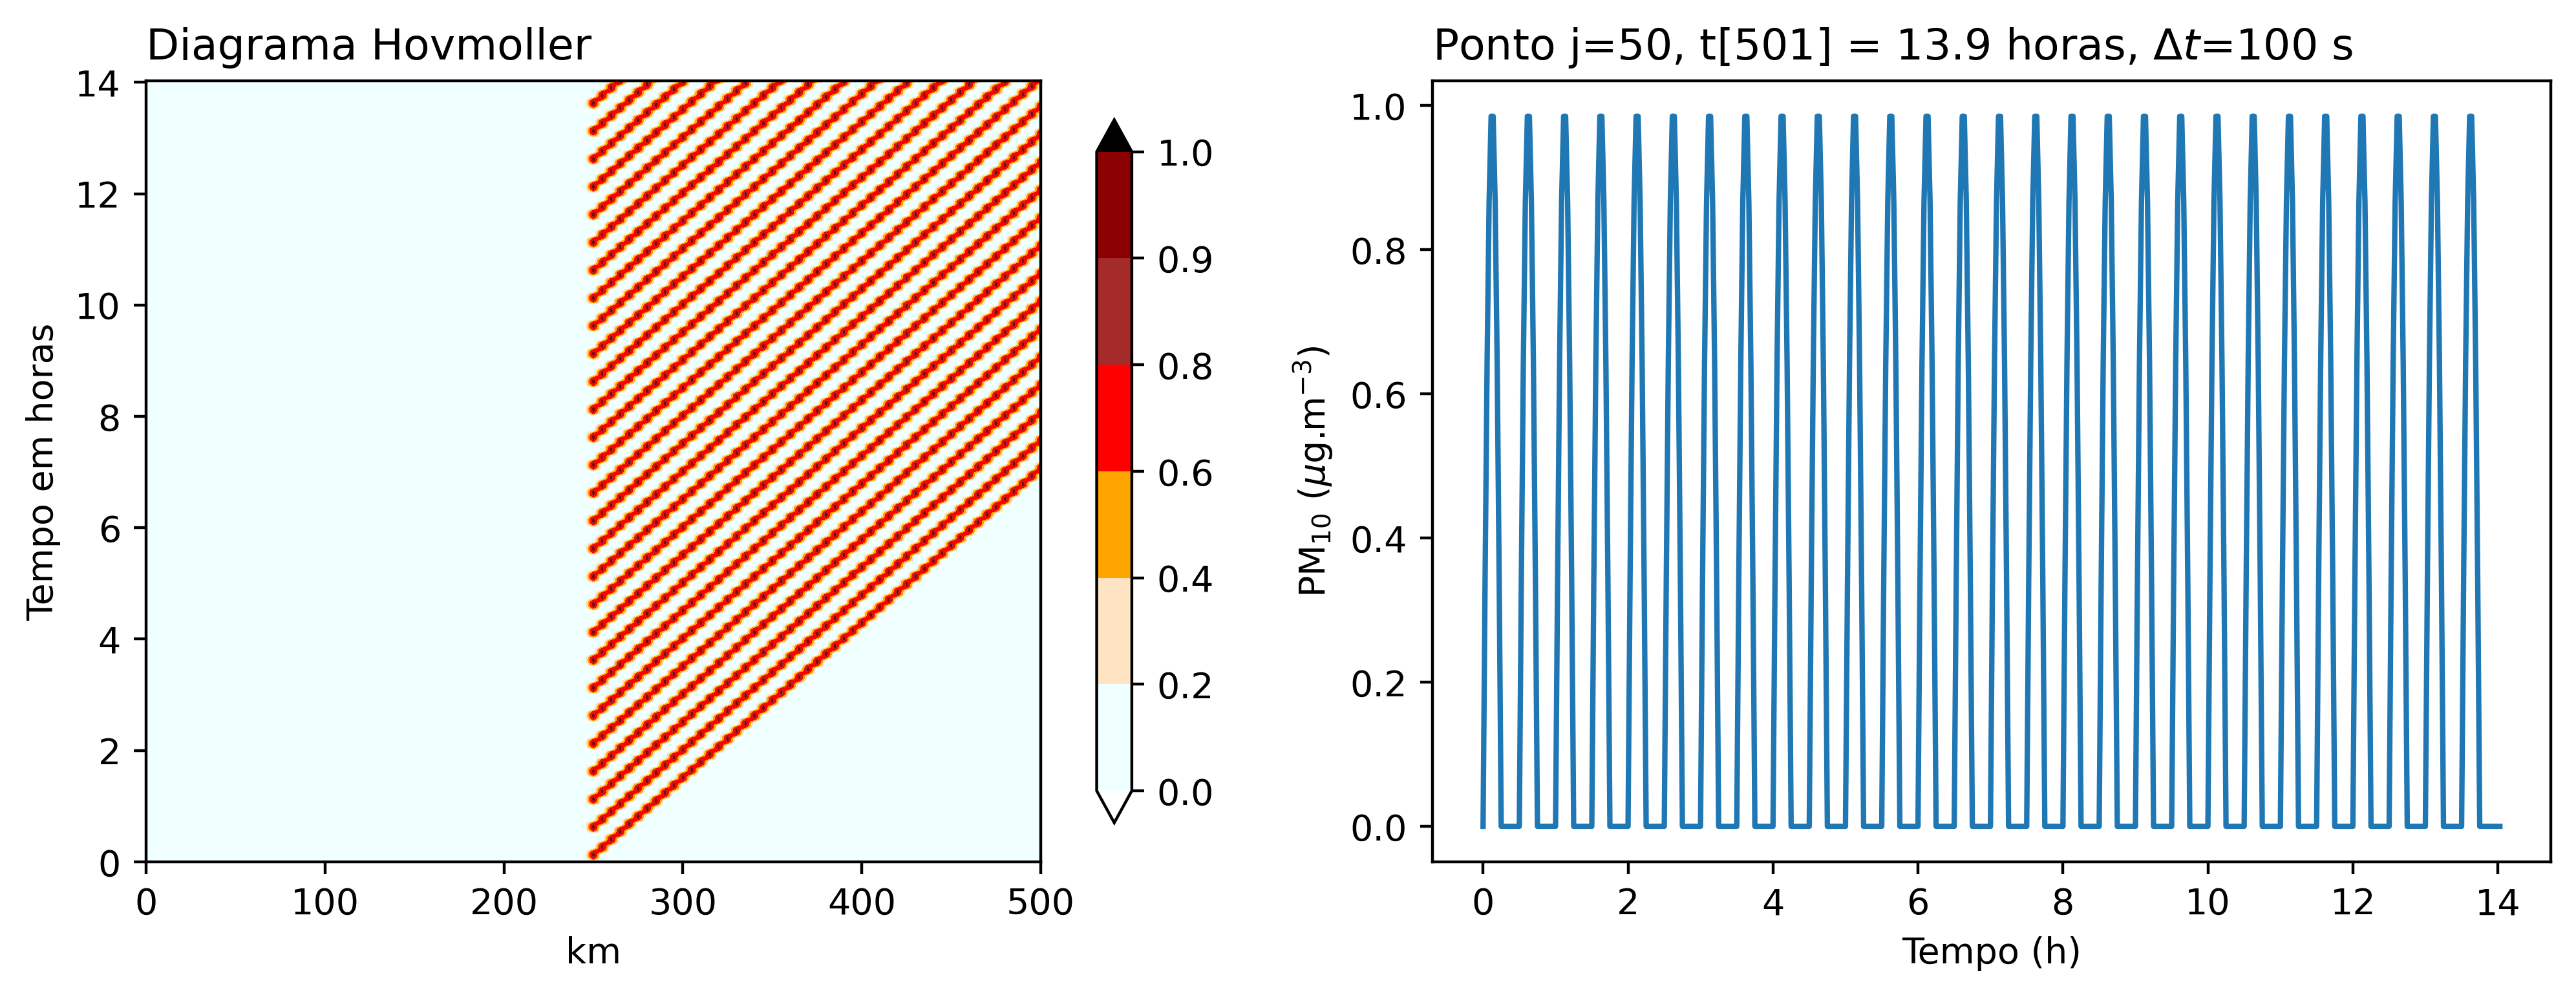 Diagrama Hovmoller
14
12
10
8
6
4
2
0
Tempo em horas
0 100 200 300 400 500
km
1.0
0.9
0.8
0.6
0.4
0.2
0.0
Ponto j=50, t[501] = 13.9 horas, Δt=100 s
1.0
0.8
0.6
0.4
0.2
0.0
PM₁₀ (μg.m⁻³)
0 2 4 6 8 10 12 14
Tempo (h)